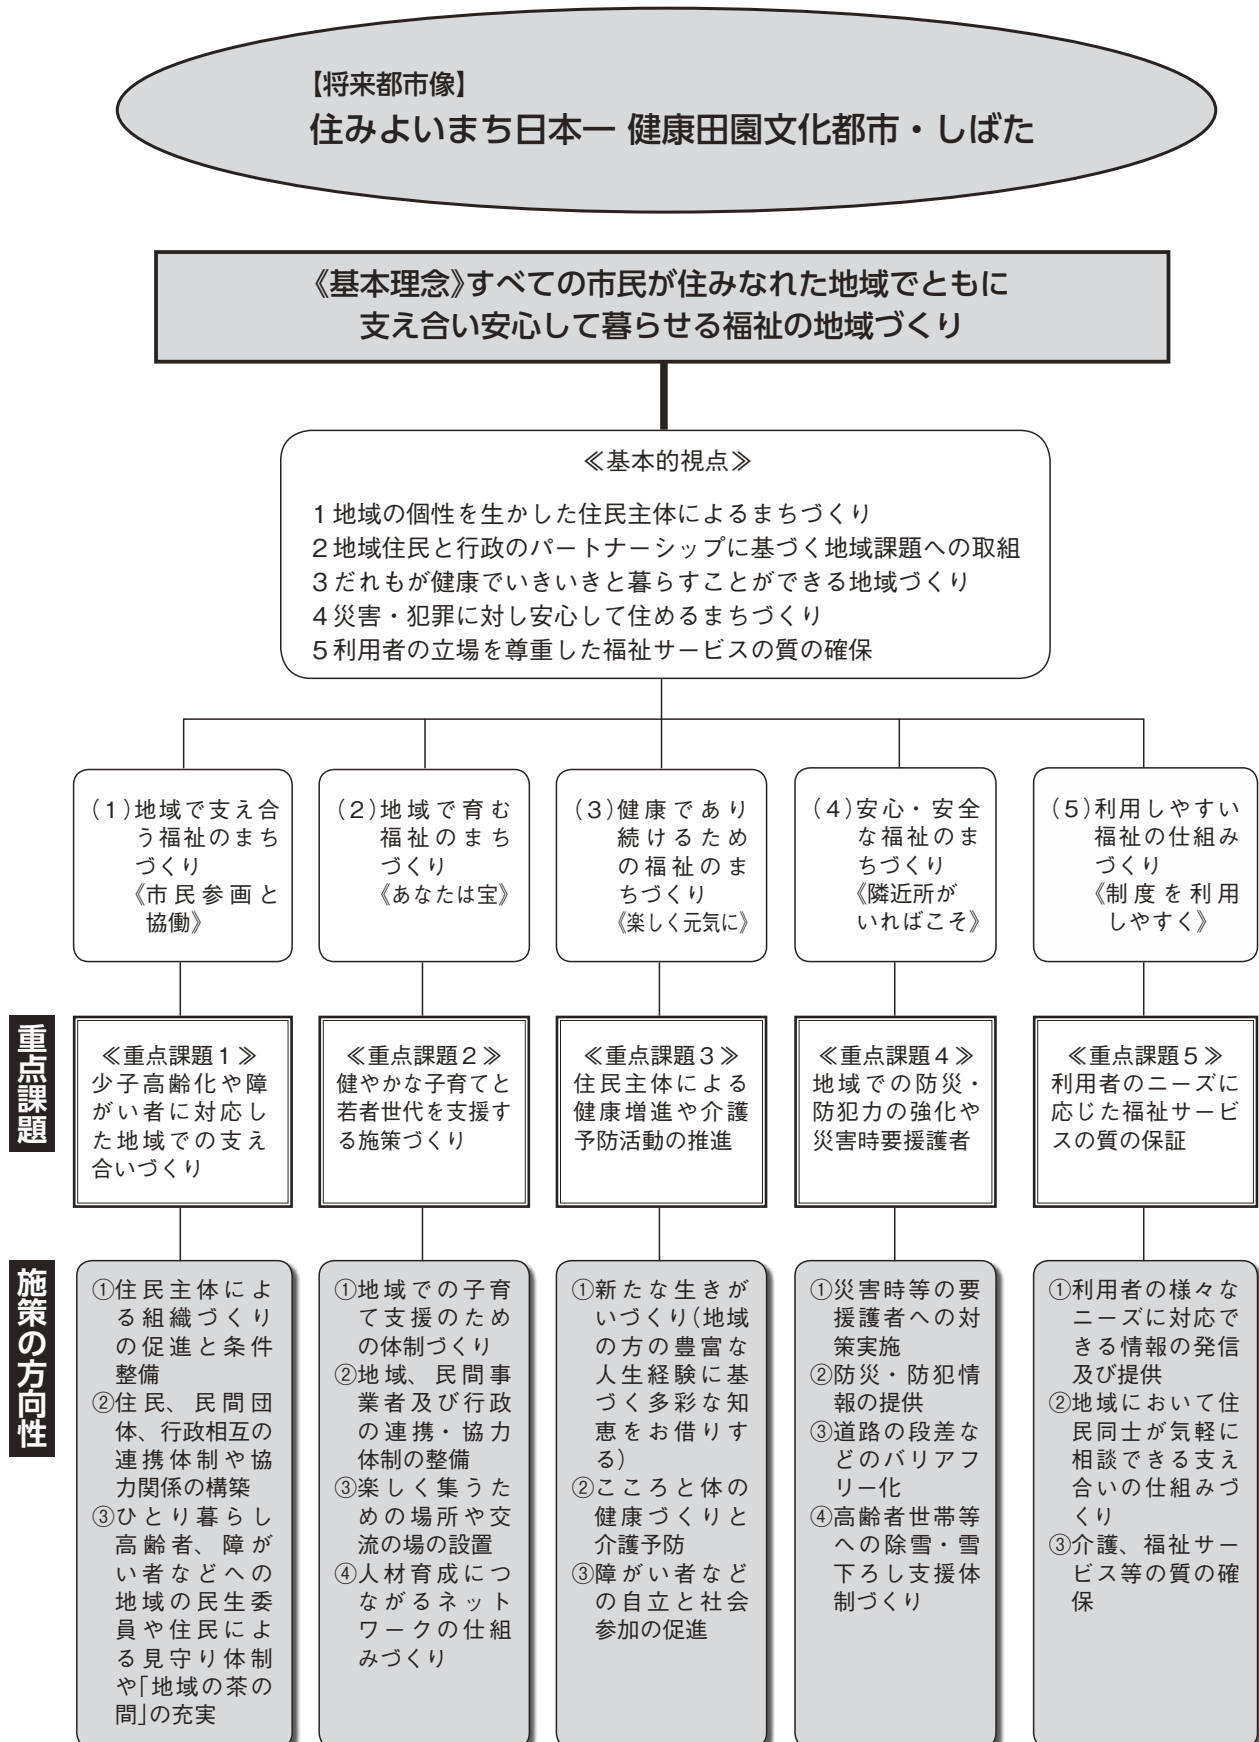 【将来都市像】
住みよいまち日本一 健康田園文化都市・しばた
《基本理念》すべての市民が住みなれた地域でともに
支え合い安心して暮らせる福祉の地域づくり
≪基本的視点≫
1地域の個性を生かした住民主体によるまちづくり
2地域住民と行政のパートナーシップに基づく地域課題への取組
3だれもが健康でいきいきと暮らすことができる地域づくり
4災害・犯罪に対し安心して住めるまちづくり
5利用者の立場を尊重した福祉サービスの質の確保
(1)地域で支え合
う福祉のまち
づくり
《市民参画と
協働》
(2)地域で育む
福祉のまち
づくり
《あなたは宝》
(3)健康であり
続けるため
の福祉のま
ちづくり
《楽しく元気に》
(4)安心・安全
な福祉のま
ちづくり
《隣近所が
いればこそ》
(5)利用しやすい
福祉の仕組み
づくり
《制度を利用
しやすく》
重点課題
≪重点課題1≫
少子高齢化や障
がい者に対応し
た地域での支え
合いづくり
≪重点課題2≫
健やかな子育てと
若者世代を支援す
る施策づくり
≪重点課題3≫
住民主体による
健康増進や介護
予防活動の推進
≪重点課題4≫
地域での防災・
防犯力の強化や
災害時要援護者
≪重点課題5≫
利用者のニーズに
応じた福祉サービ
スの質の保証
施策の方向性
①住民主体によ
る組織づくり
の促進と条件
整備
②住民、民間団
体、行政相互の
連携体制や協
力関係の構築
③ひとり暮らし
高齢者、障が
い者などへの
地域の民生委
員や住民によ
る見守り体制
や「地域の茶の
間」の充実
①地域での子育
て支援のため
の体制づくり
②地域、民間事
業者及び行政
の連携・協力
体制の整備
③楽しく集うた
めの場所や交
流の場の設置
④人材育成につ
ながるネット
ワークの仕組
みづくり
①新たな生きが
いづくり(地域
の方の豊富な
人生経験に基
づく多彩な知
恵をお借りす
る)
②こころと体の
健康づくりと
介護予防
③障がい者など
の自立と社会
参加の促進
①災害時等の要
援護者への対
策実施
②防災・防犯情
報の提供
③道路の段差な
どのバリアフ
リー化
④高齢者世帯等
への除雪・雪
下ろし支援体
制づくり
①利用者の様々な
ニーズに対応で
きる情報の発信
及び提供
②地域において住
民同士が気軽に
相談できる支え
合いの仕組みづ
くり
③介護、福祉サー
ビス等の質の確
保